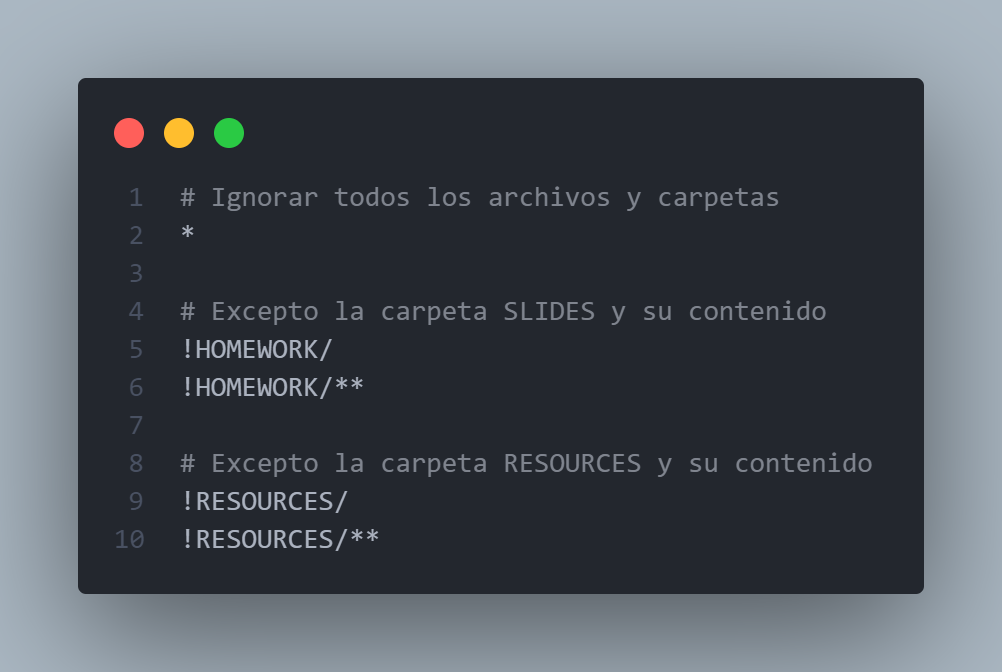 1 # Ignorar todos los archivos y carpetas
2 *
3
4 # Excepto la carpeta SLIDES y su contenido
5 !HOMEWORK/
6 !HOMEWORK/**
7
8 # Excepto la carpeta RESOURCES y su contenido
9 !RESOURCES/
10 !RESOURCES/**